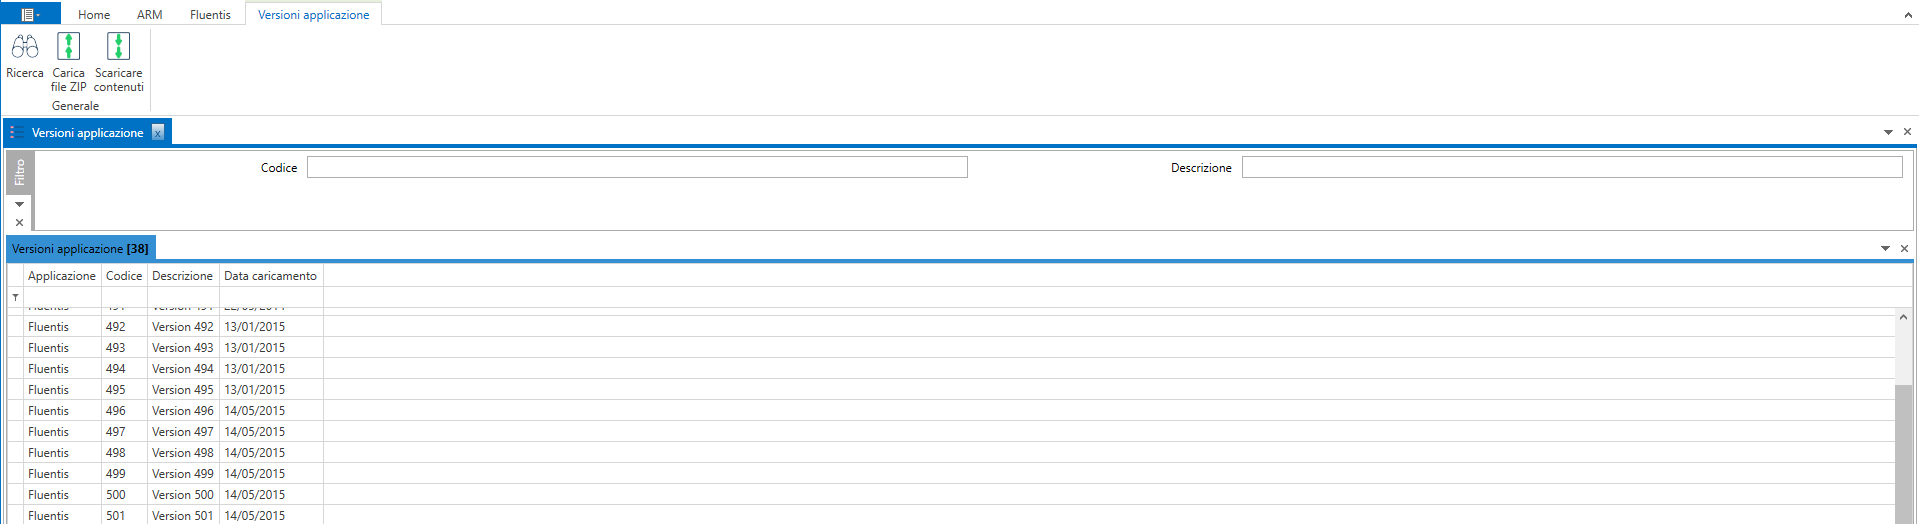 Home ARM Fluentis Versioni applicazione
Ricerca Carica file ZIP Scaricare contenuti
Generale
Versioni applicazione x
Filtro
Codice Descrizione
Versioni applicazione [38]
Applicazione Codice Descrizione Data caricamento
Fluentis 492 Version 492 13/01/2015
Fluentis 493 Version 493 13/01/2015
Fluentis 494 Version 494 13/01/2015
Fluentis 495 Version 495 13/01/2015
Fluentis 496 Version 496 14/05/2015
Fluentis 497 Version 497 14/05/2015
Fluentis 498 Version 498 14/05/2015
Fluentis 499 Version 499 14/05/2015
Fluentis 500 Version 500 14/05/2015
Fluentis 501 Version 501 14/05/2015